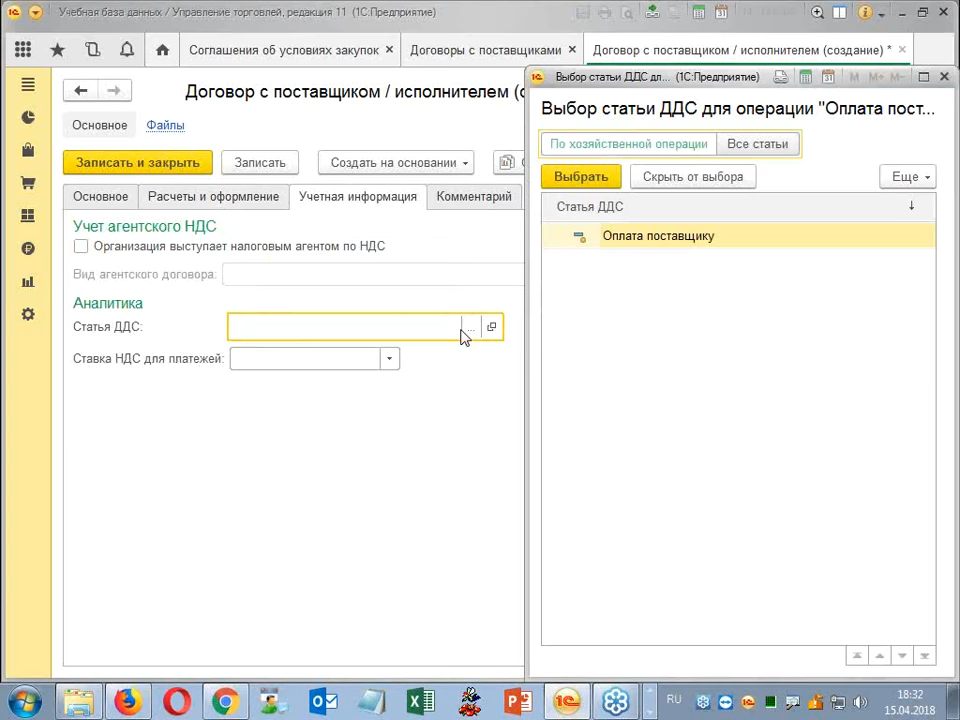 Учебная база данных / Управление торговлей, редакция 11 (1С:Предприятие)
Соглашения об условиях закупок ×
Договоры с поставщиками ×
Договор с поставщиком / исполнителем (создание) * ×
Договор с поставщиком / исполнителем (с
Основное
Файлы
Записать и закрыть
Записать
Создать на основании
Основное
Расчеты и оформление
Учетная информация
Комментарий
Учет агентского НДС
Организация выступает налоговым агентом по НДС
Вид агентского договора:
Аналитика
Статья ДДС:
...
Ставка НДС для платежей:
Выбор статьи ДДС дл... (1С:Предприятие)
M M+ M-
Выбор статьи ДДС для операции "Оплата пост...
По хозяйственной операции
Все статьи
Выбрать
Скрыть от выбора
Еще
Статья ДДС ↓
Оплата поставщику
RU
18:32
15.04.2018